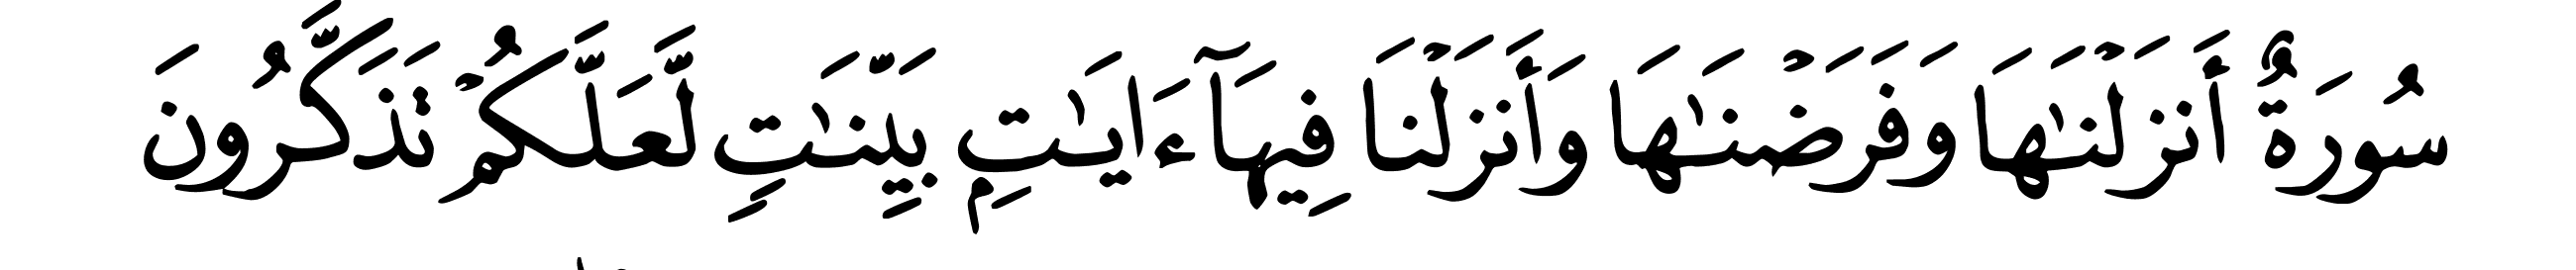 سُورَةٌ أَنزَلْنَٰهَا وَفَرَضْنَٰهَا وَأَنزَلْنَا فِيهَآ ءَايَٰتٍۭ بَيِّنَٰتٍ لَّعَلَّكُمْ تَذَكَّرُونَ